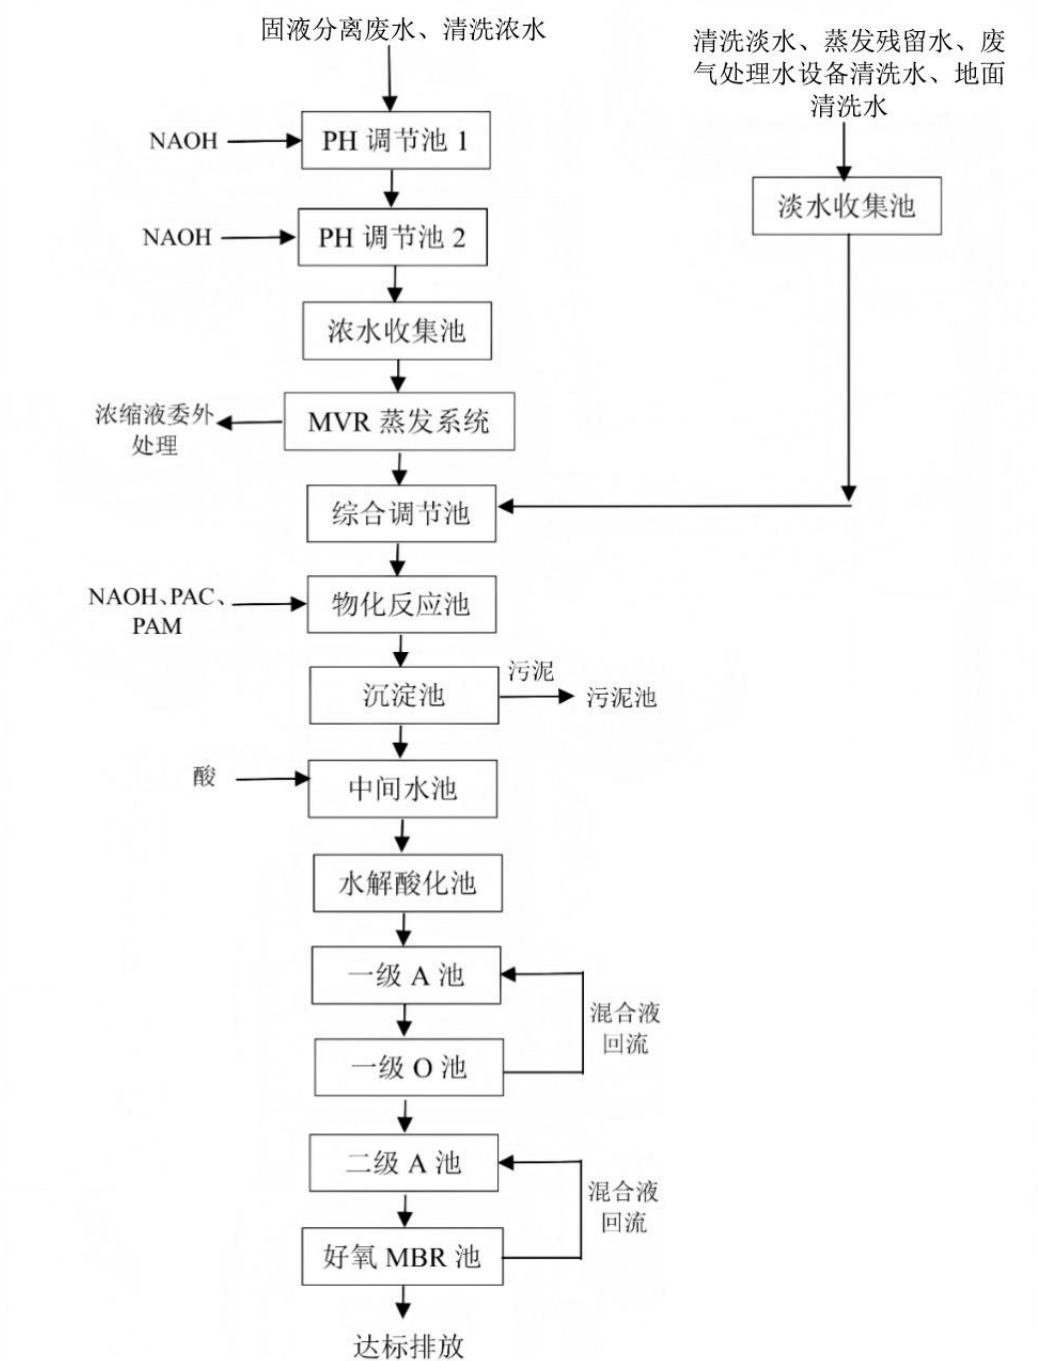 固液分离废水、清洗浓水
清洗淡水、蒸发残留水、废
气处理水设备清洗水、地面
清洗水
NAOH
PH 调节池 1
淡水收集池
NAOH
PH 调节池 2
浓水收集池
浓缩液委外
处理
MVR 蒸发系统
综合调节池
NAOH、PAC、
PAM
物化反应池
沉淀池
污泥
污泥池
酸
中间水池
水解酸化池
一级 A 池
混合液
回流
一级 O 池
二级 A 池
混合液
回流
好氧 MBR 池
达标排放